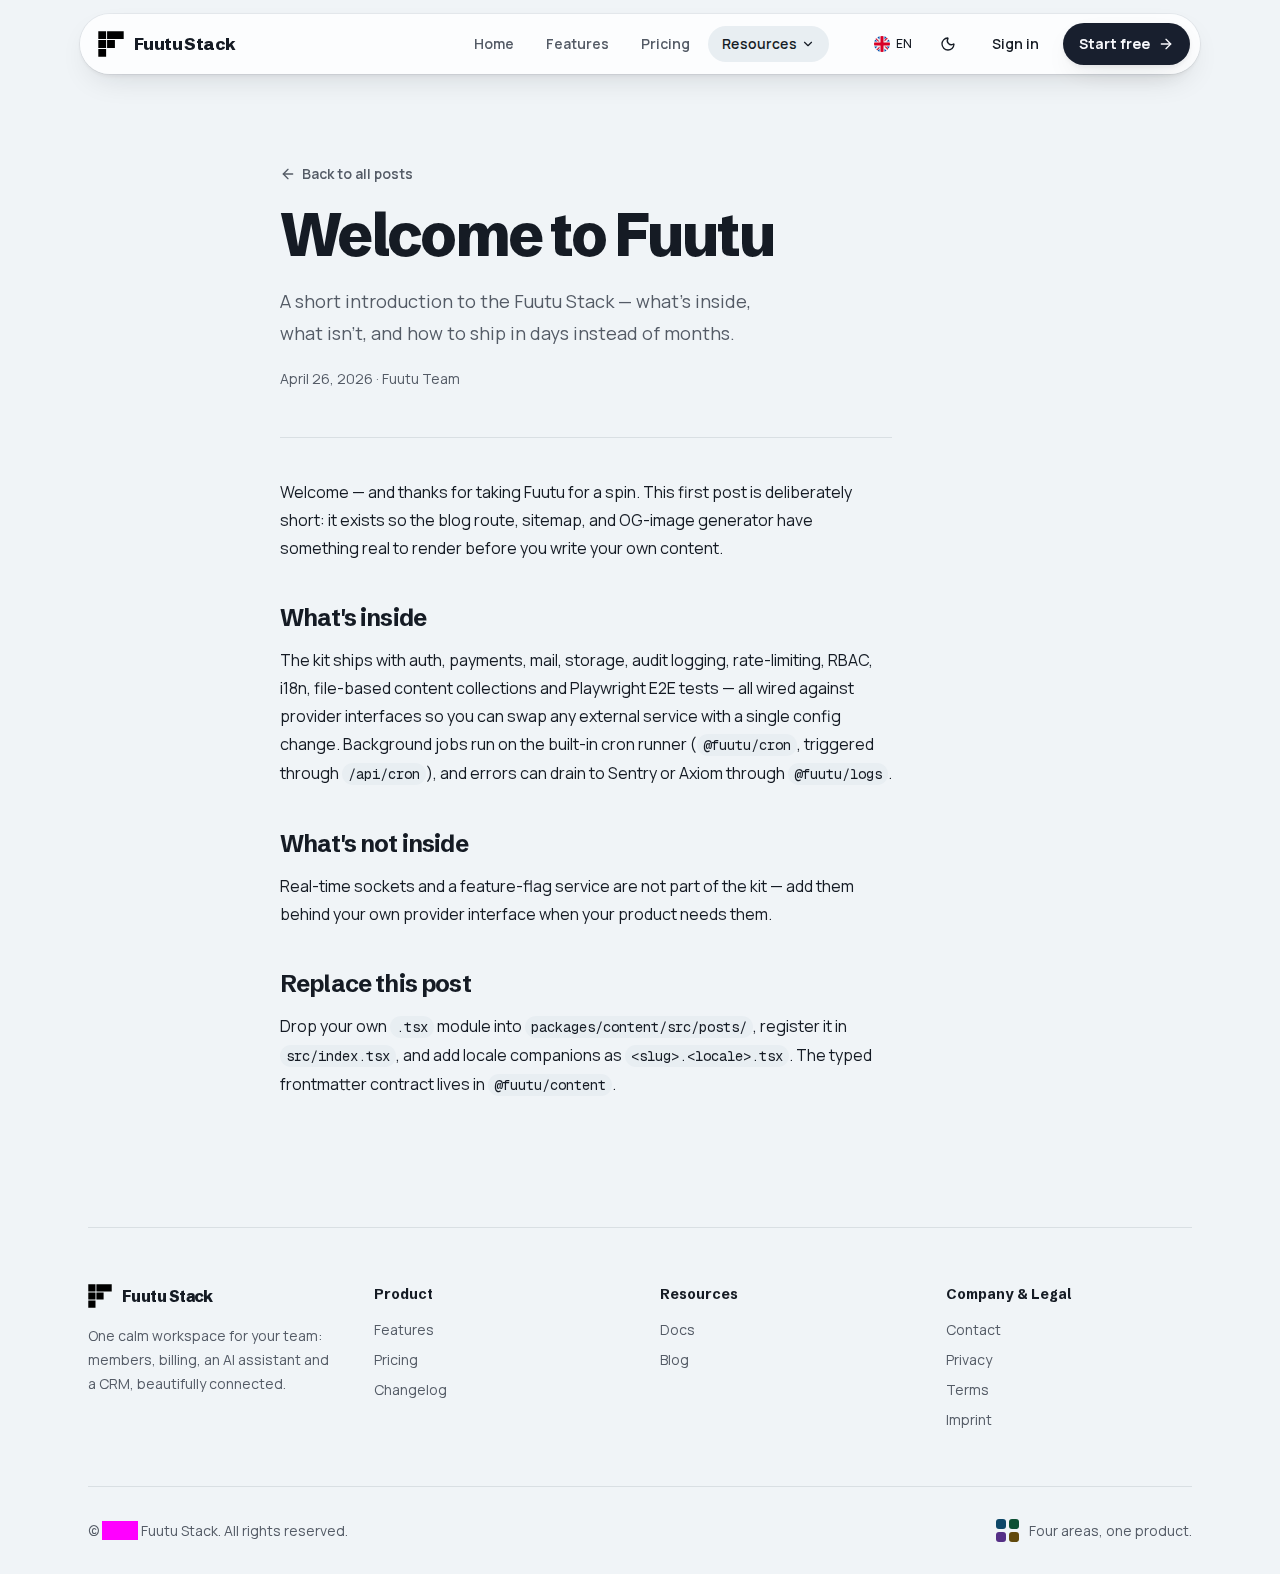 Fuutu Stack
Home
Features
Pricing
Resources
EN
Sign in
Start free
Back to all posts
Welcome to Fuutu
A short introduction to the Fuutu Stack — what's inside,
what isn't, and how to ship in days instead of months.
April 26, 2026 · Fuutu Team
Welcome — and thanks for taking Fuutu for a spin. This first post is deliberately
short: it exists so the blog route, sitemap, and OG-image generator have
something real to render before you write your own content.
What's inside
The kit ships with auth, payments, mail, storage, audit logging, rate-limiting, RBAC,
i18n, file-based content collections and Playwright E2E tests — all wired against
provider interfaces so you can swap any external service with a single config
change. Background jobs run on the built-in cron runner ( @fuutu/cron , triggered
through /api/cron ), and errors can drain to Sentry or Axiom through @fuutu/logs .
What's not inside
Real-time sockets and a feature-flag service are not part of the kit — add them
behind your own provider interface when your product needs them.
Replace this post
Drop your own .tsx module into packages/content/src/posts/ , register it in
src/index.tsx , and add locale companions as <slug>.<locale>.tsx . The typed
frontmatter contract lives in @fuutu/content .
Fuutu Stack
One calm workspace for your team:
members, billing, an AI assistant and
a CRM, beautifully connected.
Product
Features
Pricing
Changelog
Resources
Docs
Blog
Company & Legal
Contact
Privacy
Terms
Imprint
© Fuutu Stack. All rights reserved.
Four areas, one product.